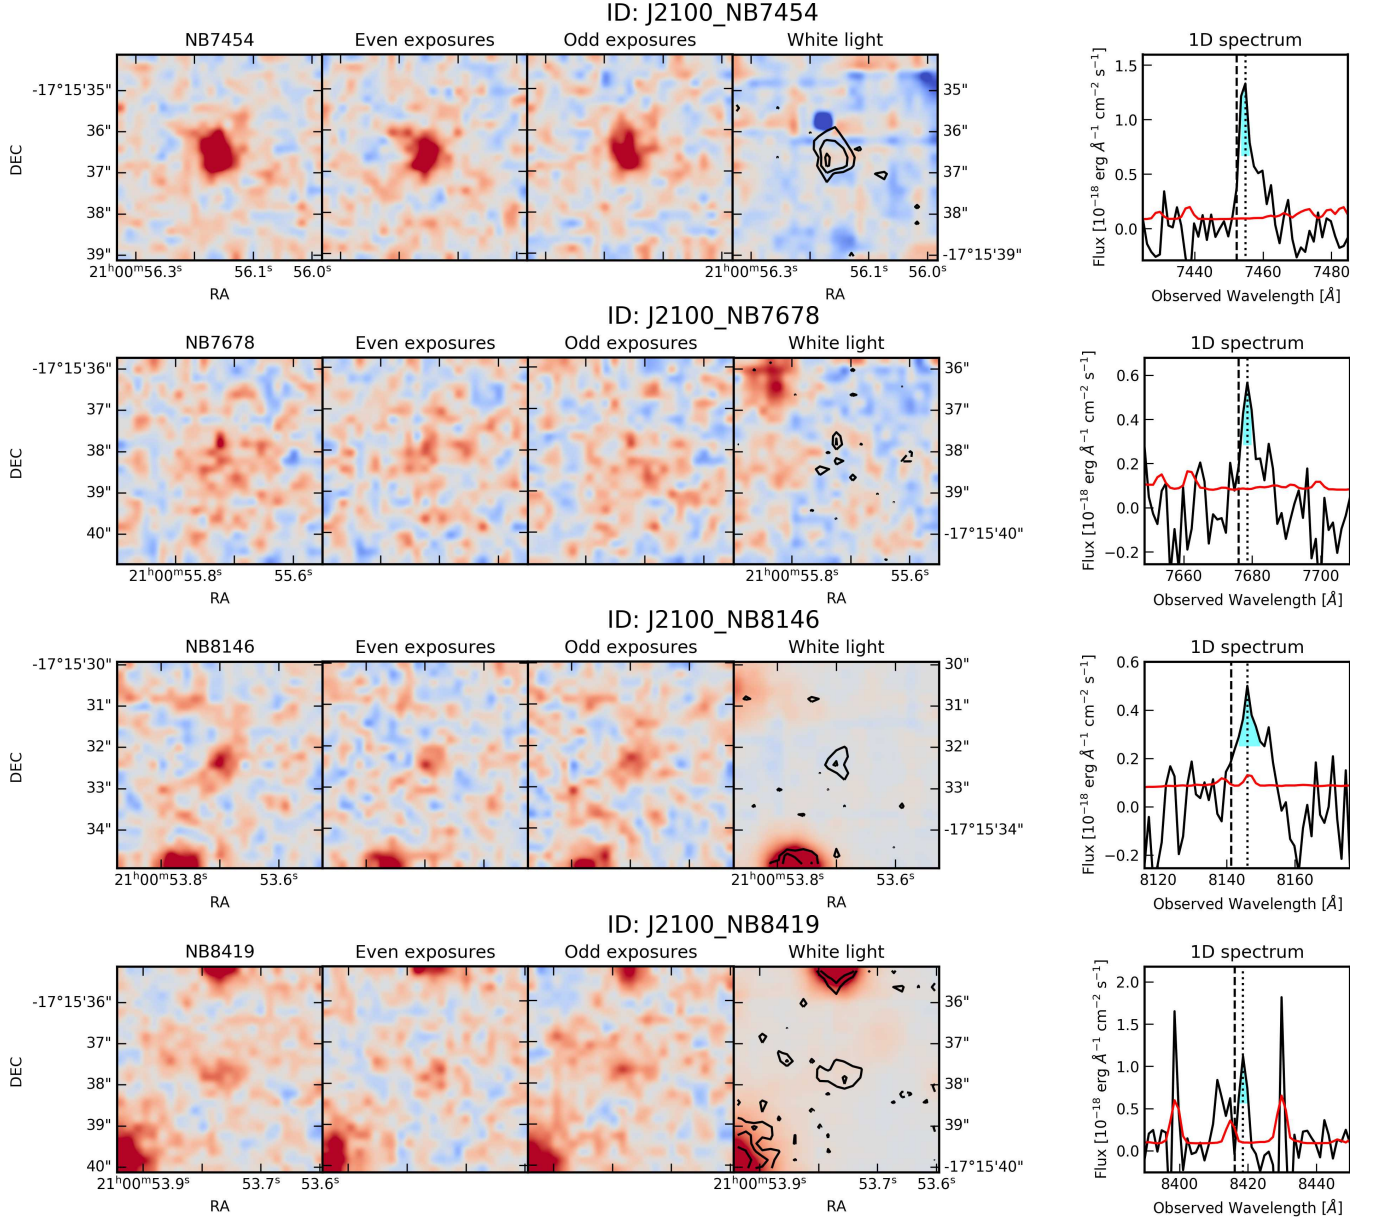 ID: J2100_NB7454
NB7454 Even exposures Odd exposures White light 1D spectrum
-17°15'35" 36" 37" 38" 39"
DEC
21ʰ00ᵐ56.3ˢ 56.1ˢ 56.0ˢ
RA
35" 36" 37" 38" -17°15'39"
21ʰ00ᵐ56.3ˢ 56.1ˢ 56.0ˢ
RA
Flux [10⁻¹⁸ erg Å⁻¹ cm⁻² s⁻¹]
1.5 1.0 0.5 0.0
7440 7460 7480
Observed Wavelength [Å]
ID: J2100_NB7678
NB7678 Even exposures Odd exposures White light 1D spectrum
-17°15'36" 37" 38" 39" 40"
DEC
21ʰ00ᵐ55.8ˢ 55.6ˢ
RA
36" 37" 38" 39" -17°15'40"
21ʰ00ᵐ55.8ˢ 55.6ˢ
RA
Flux [10⁻¹⁸ erg Å⁻¹ cm⁻² s⁻¹]
0.6 0.4 0.2 0.0 −0.2
7660 7680 7700
Observed Wavelength [Å]
ID: J2100_NB8146
NB8146 Even exposures Odd exposures White light 1D spectrum
-17°15'30" 31" 32" 33" 34"
DEC
21ʰ00ᵐ53.8ˢ 53.6ˢ
RA
30" 31" 32" 33" -17°15'34"
21ʰ00ᵐ53.8ˢ 53.6ˢ
RA
Flux [10⁻¹⁸ erg Å⁻¹ cm⁻² s⁻¹]
0.6 0.4 0.2 0.0 −0.2
8120 8140 8160
Observed Wavelength [Å]
ID: J2100_NB8419
NB8419 Even exposures Odd exposures White light 1D spectrum
-17°15'36" 37" 38" 39" 40"
DEC
21ʰ00ᵐ53.9ˢ 53.7ˢ 53.6ˢ
RA
36" 37" 38" 39" -17°15'40"
21ʰ00ᵐ53.9ˢ 53.7ˢ 53.6ˢ
RA
Flux [10⁻¹⁸ erg Å⁻¹ cm⁻² s⁻¹]
2.0 1.5 1.0 0.5 0.0
8400 8420 8440
Observed Wavelength [Å]